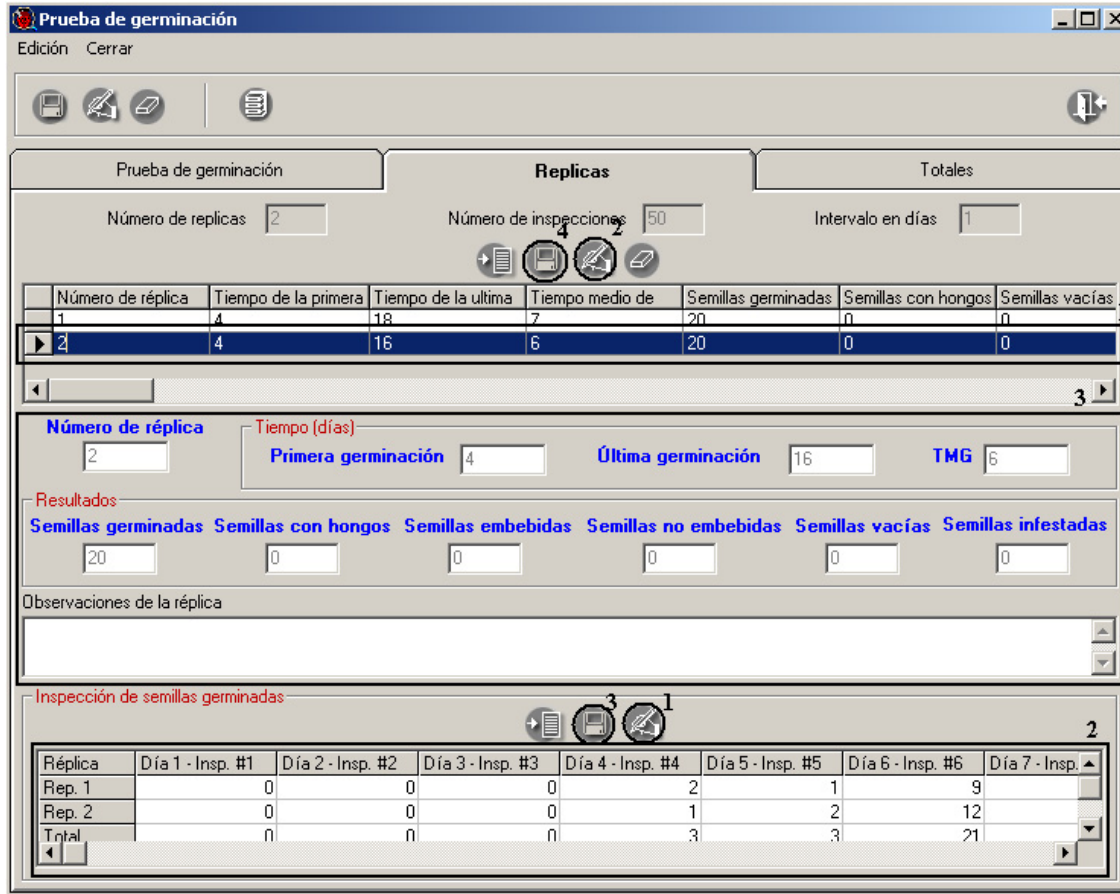 Prueba de germinación
Edición Cerrar
Prueba de germinación Replicas Totales
Número de replicas 2 Número de inspecciones 50 Intervalo en días 1
4 2
Número de réplica Tiempo de la primera Tiempo de la ultima Tiempo medio de Semillas germinadas Semillas con hongos Semillas vacías
1 4 18 7 20 0 0
2 4 16 6 20 0 0
3
Número de réplica Tiempo (días)
2 Primera germinación 4 Última germinación 16 TMG 6
Resultados
Semillas germinadas Semillas con hongos Semillas embebidas Semillas no embebidas Semillas vacías Semillas infestadas
20 0 0 0 0 0
Observaciones de la réplica
Inspección de semillas germinadas
3 1
2
Réplica Día 1 - Insp. #1 Día 2 - Insp. #2 Día 3 - Insp. #3 Día 4 - Insp. #4 Día 5 - Insp. #5 Día 6 - Insp. #6 Día 7 - Insp.
Rep. 1 0 0 0 2 1 9
Rep. 2 0 0 0 1 2 12
Total 0 0 0 3 3 21